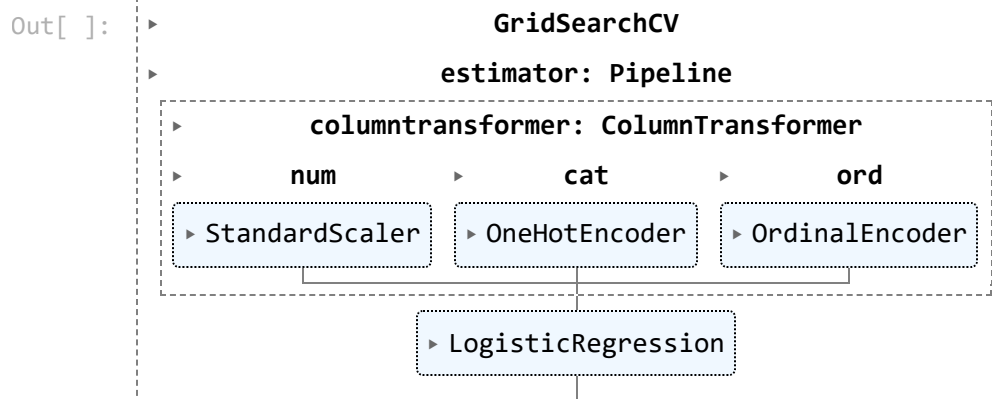 Out[ ]:
GridSearchCV
estimator: Pipeline
columntransformer: ColumnTransformer
num cat ord
StandardScaler OneHotEncoder OrdinalEncoder
LogisticRegression